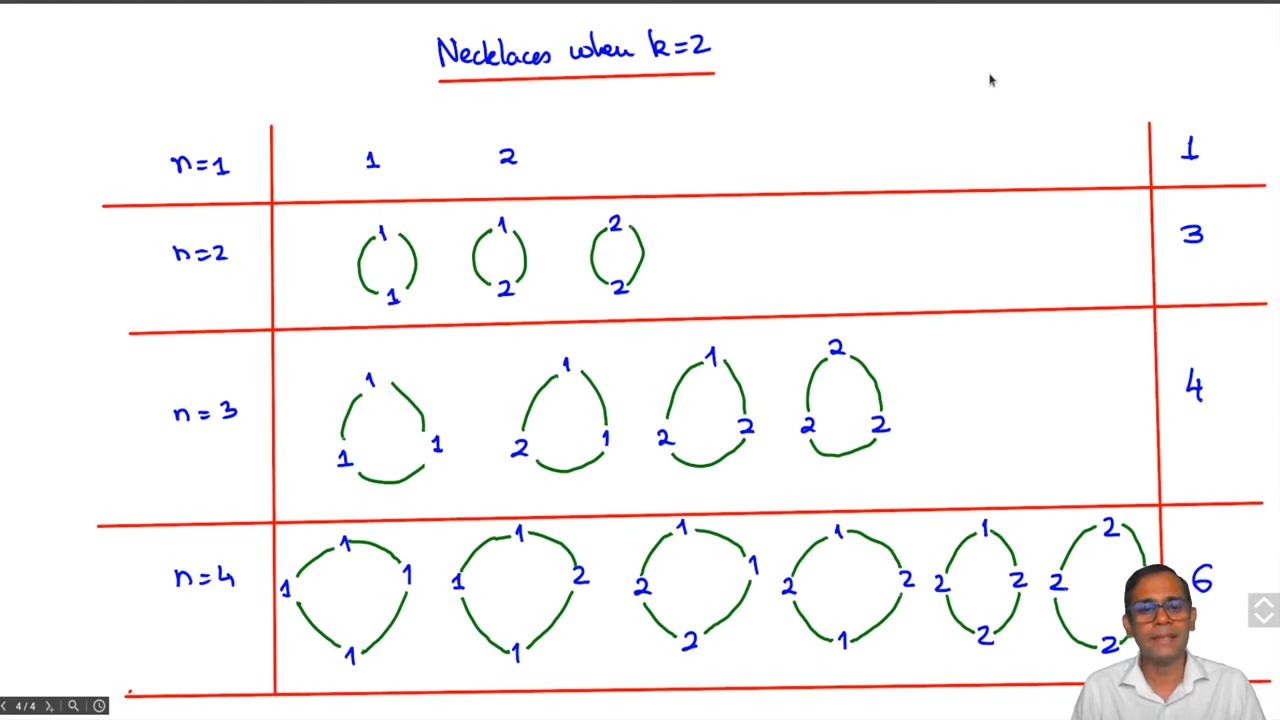 Necklaces when k=2
n=1 1 2 1
n=2 1 1 2 3
1 2 2
n=3 1 1 1 2 4
1 1 2 1 2 2 2 2
n=4 1 1 1 1 1 2 6
1 1 1 2 2 1 2 2 2 2 2
1 1 2 1 2 2
4/4